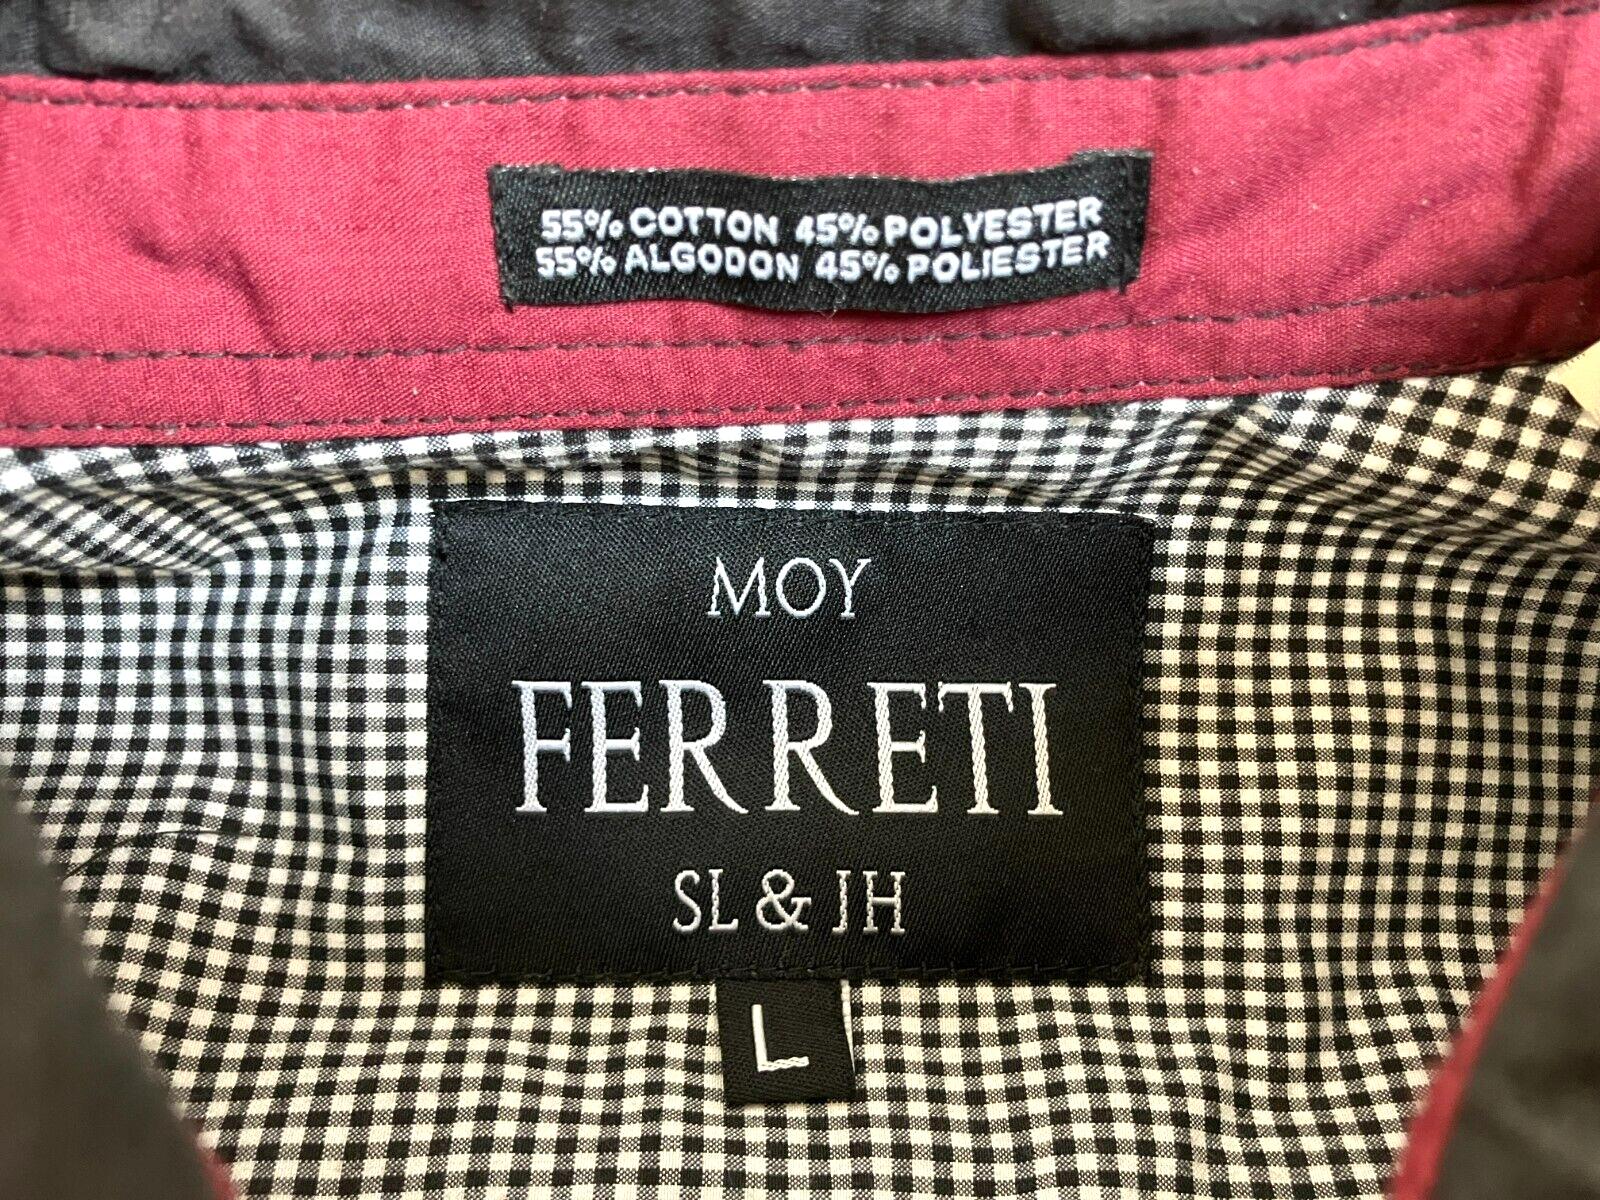 55% COTTON 45% POLYESTER
55% ALGODON 45% POLIESTER
MOY
FERRETI
SL & JH
L